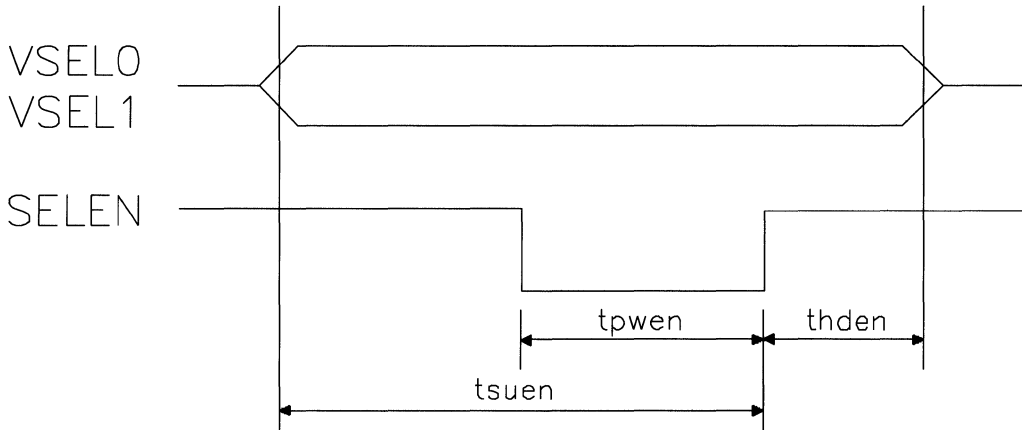 VSEL0
VSEL1
SELEN
tpwen
thden
tsuen